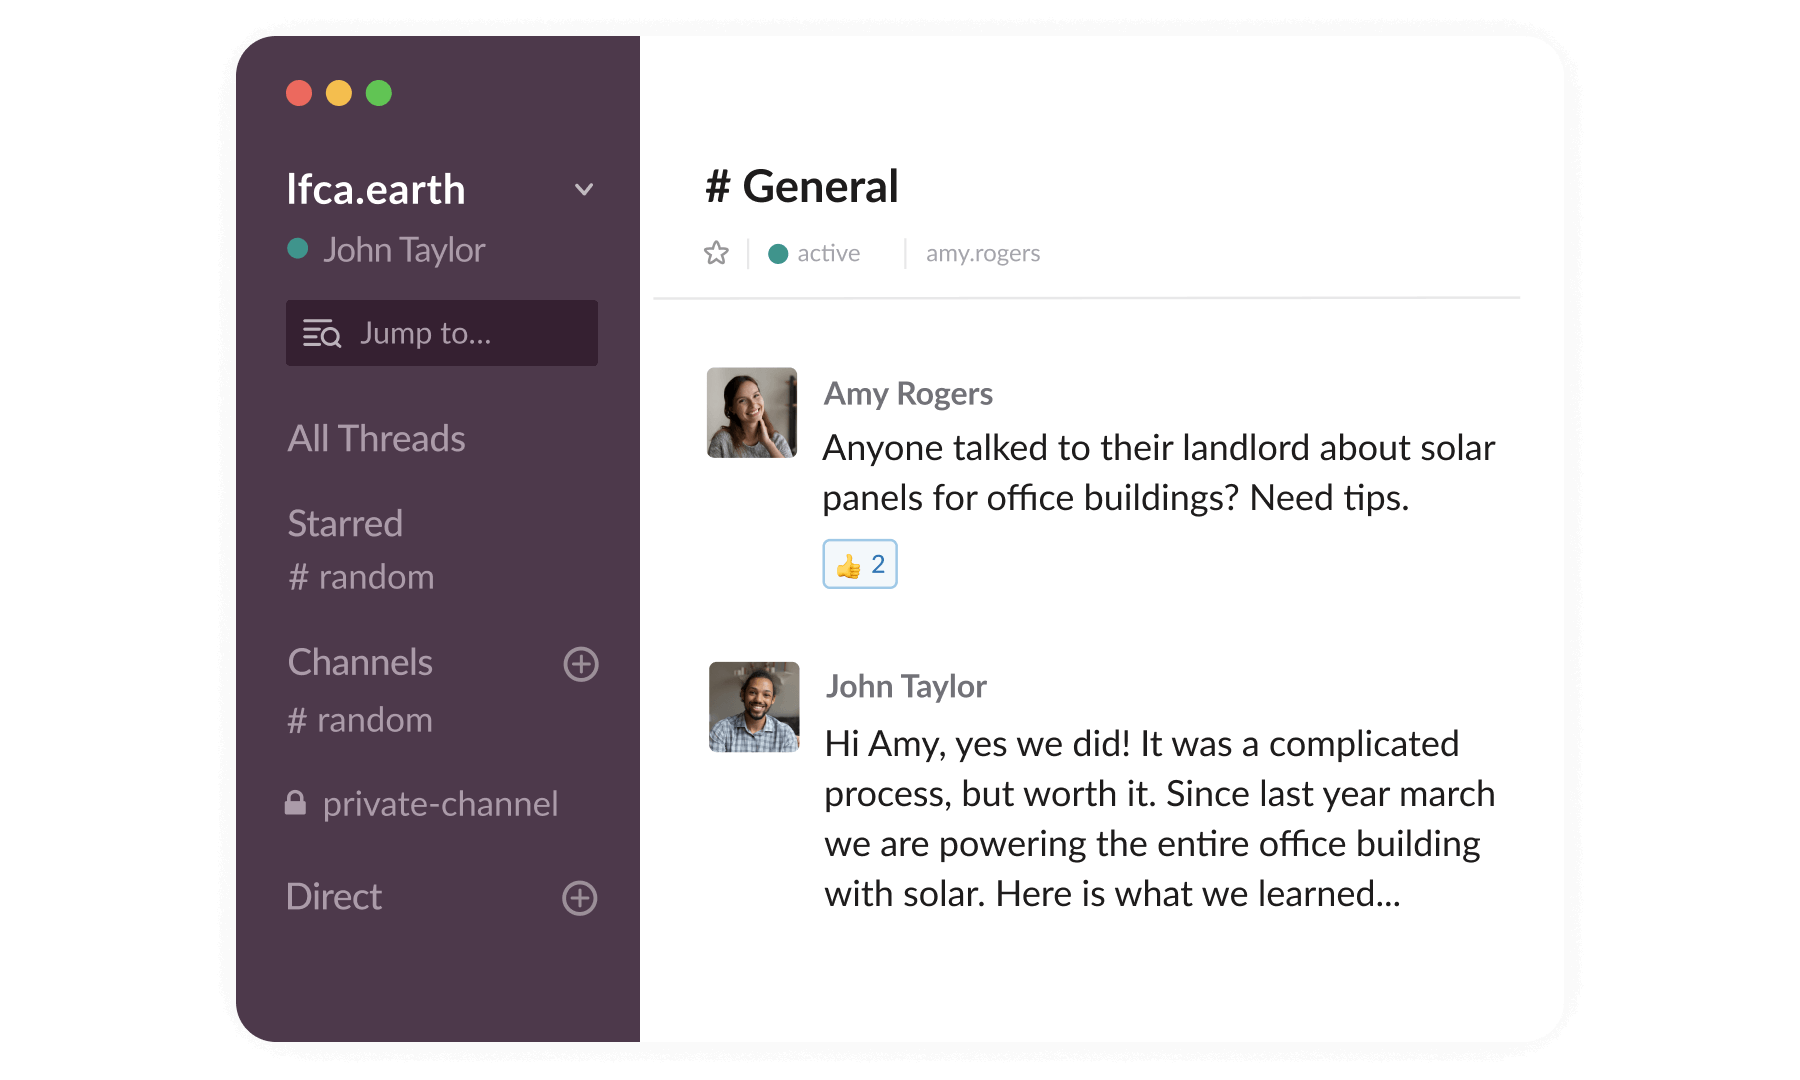 lfca.earth
John Taylor
Jump to...
All Threads
Starred
# random
Channels
# random
private-channel
Direct
# General
active
amy.rogers
Amy Rogers
Anyone talked to their landlord about solar
panels for office buildings? Need tips.
👍 2
John Taylor
Hi Amy, yes we did! It was a complicated
process, but worth it. Since last year march
we are powering the entire office building
with solar. Here is what we learned...